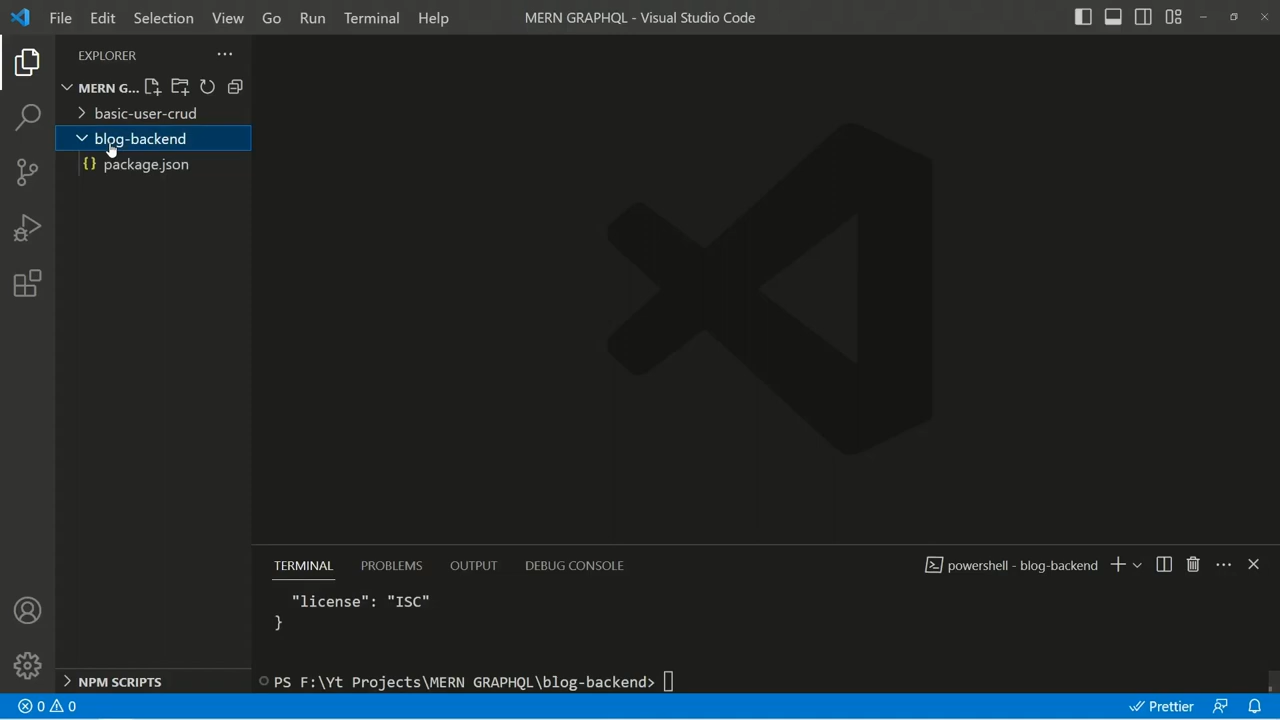 File Edit Selection View Go Run Terminal Help
MERN GRAPHQL - Visual Studio Code
EXPLORER
MERN G...
basic-user-crud
blog-backend
{} package.json
TERMINAL PROBLEMS OUTPUT DEBUG CONSOLE
powershell - blog-backend
"license": "ISC"
}
PS F:\Yt Projects\MERN GRAPHQL\blog-backend>
NPM SCRIPTS
0 0
Prettier